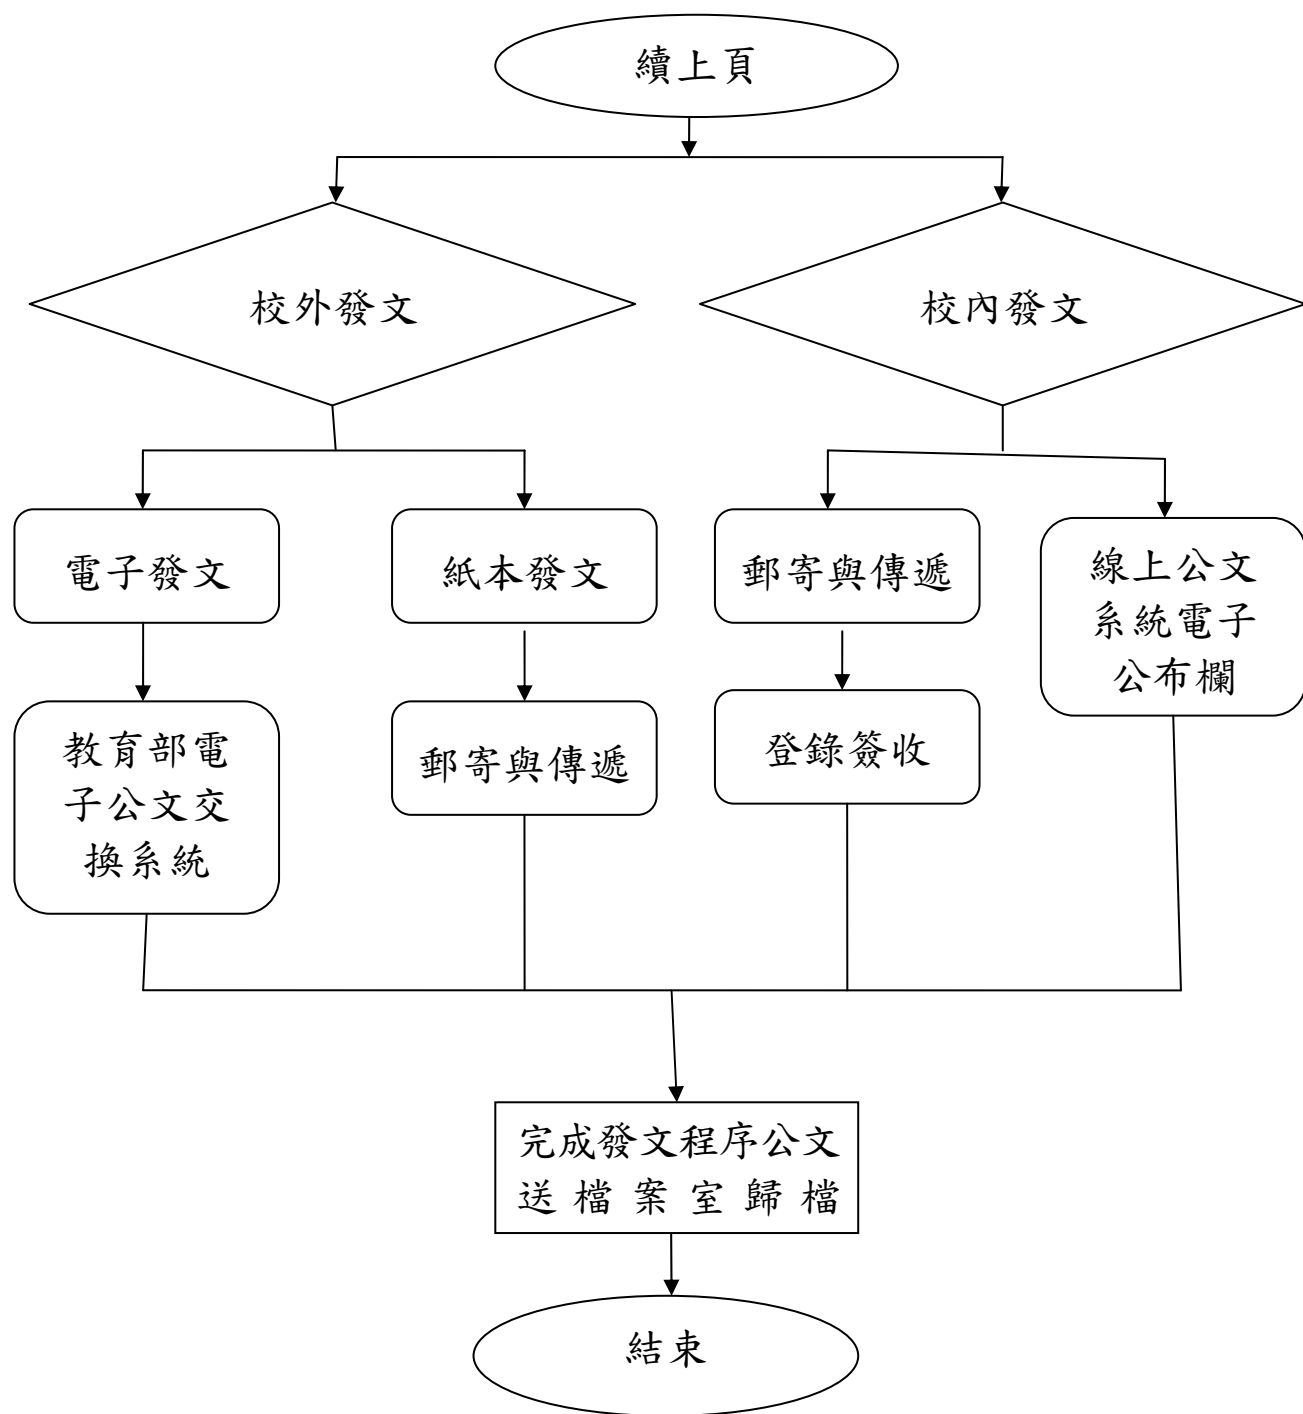 續上頁
校外發文
校內發文
電子發文
紙本發文
郵寄與傳遞
線上公文
系統電子
公布欄
教育部電
子公文交
換系統
郵寄與傳遞
登錄簽收
完成發文程序公文
送檔案室歸檔
結束